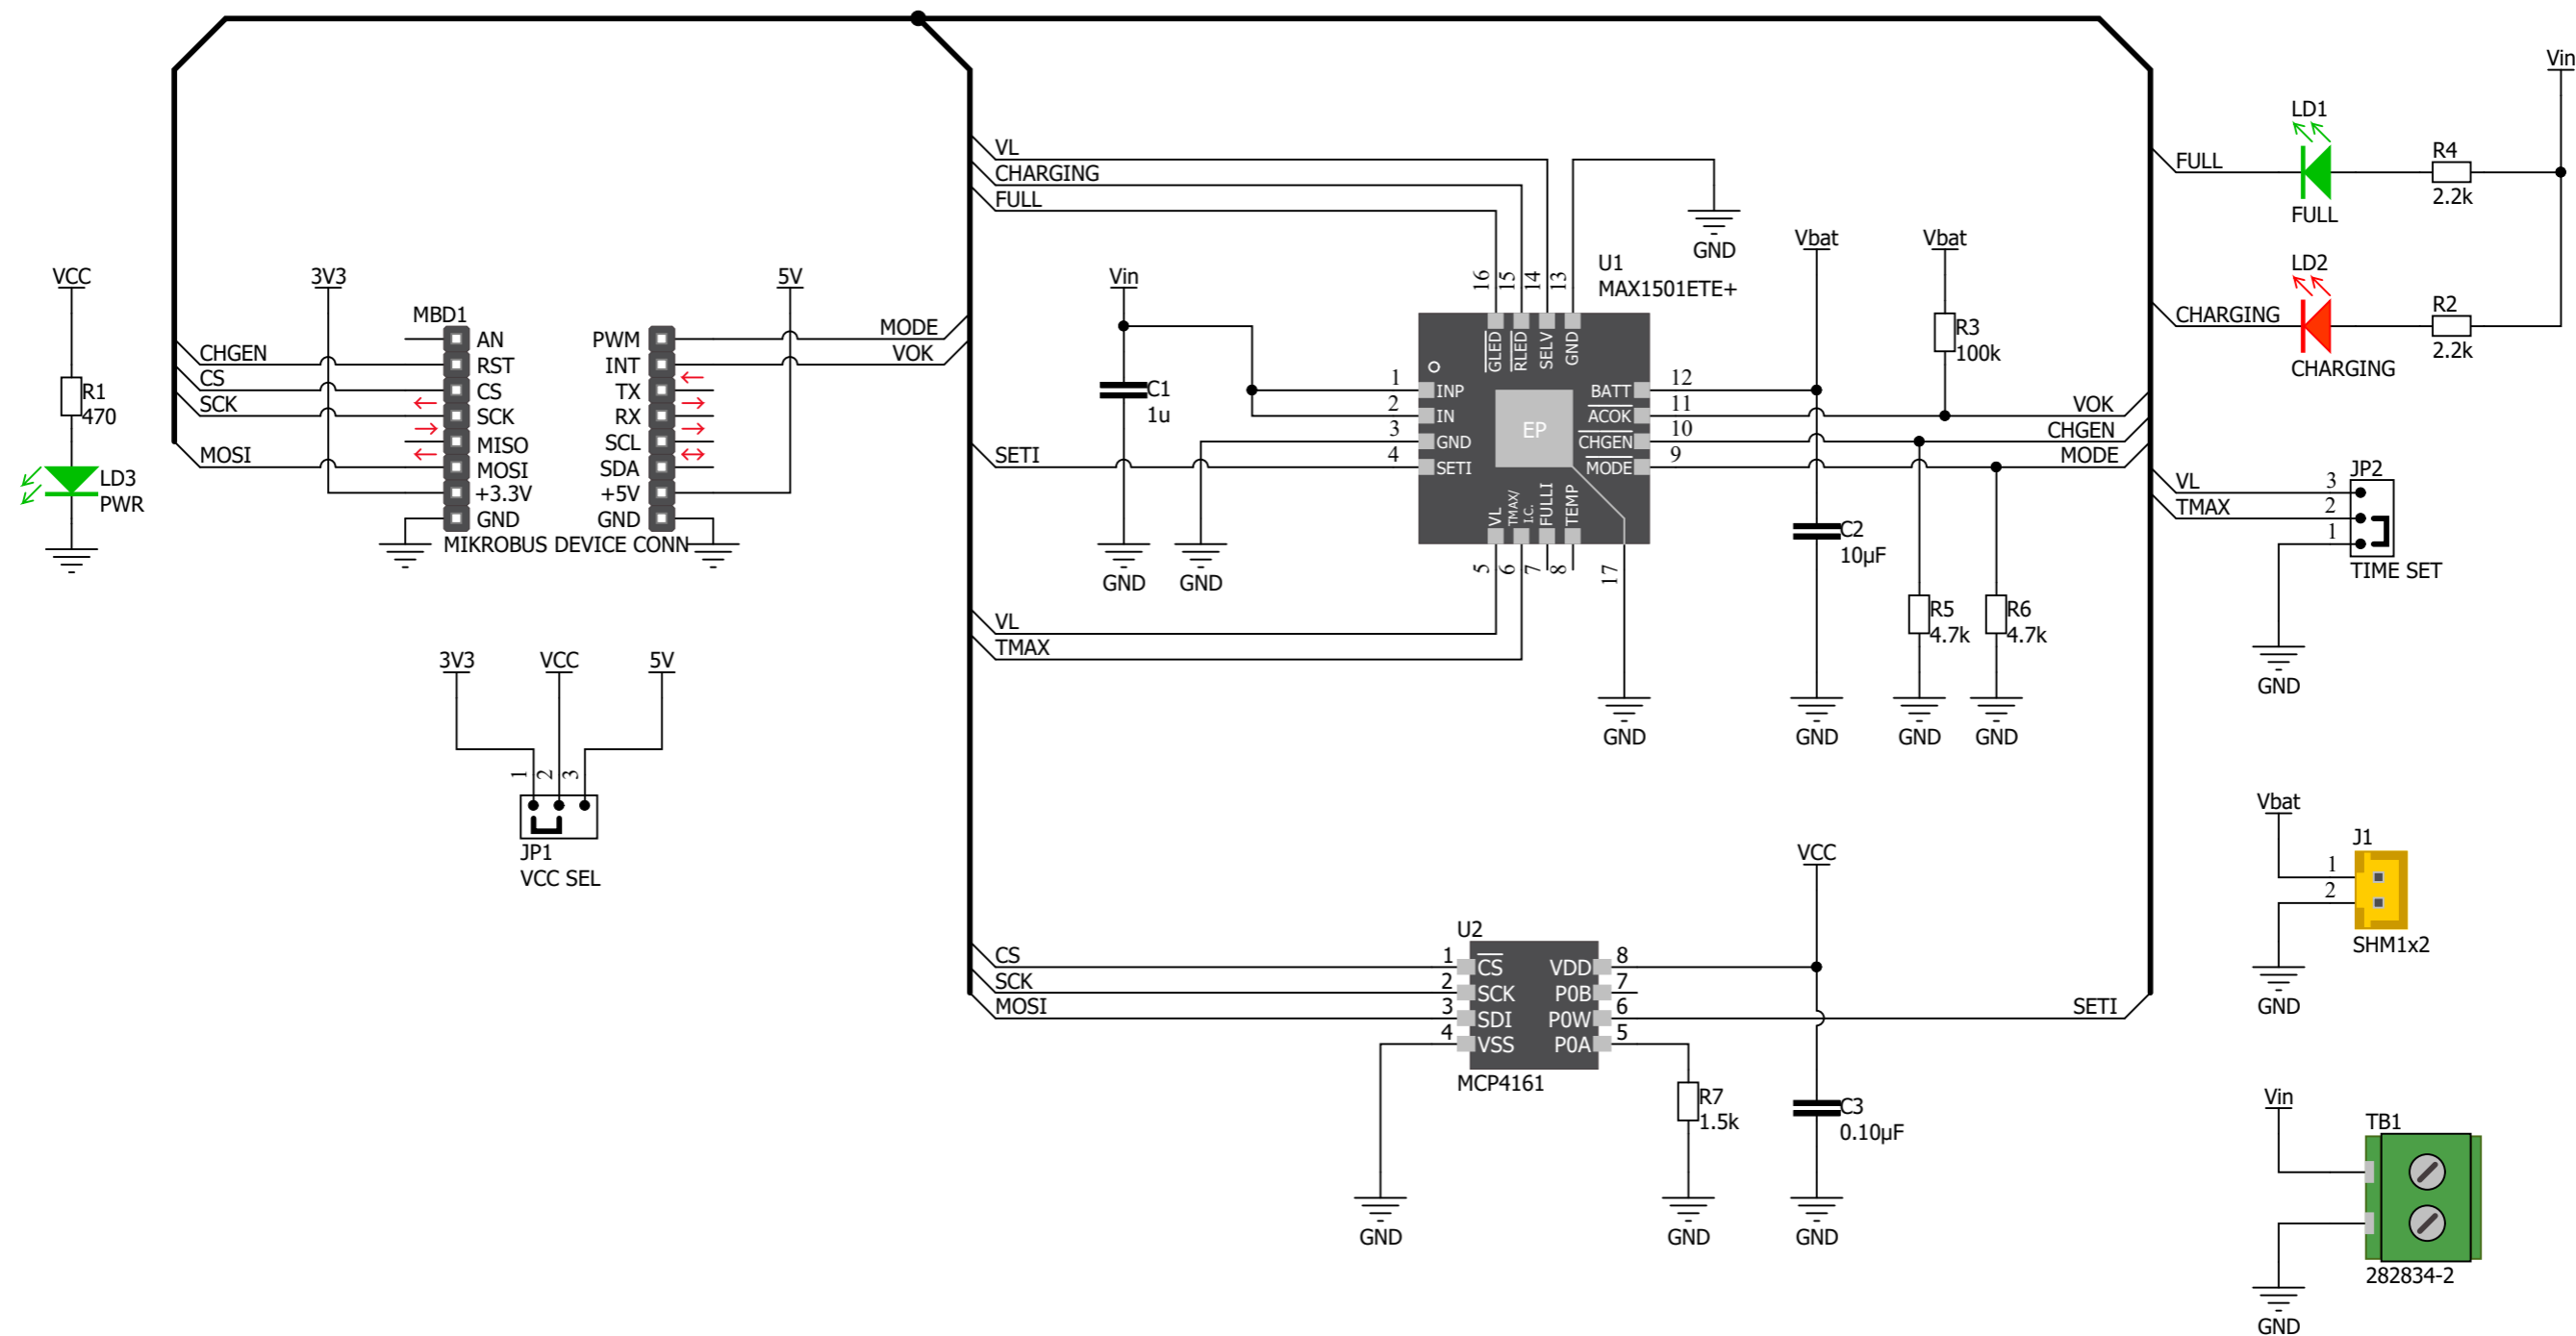 VCC
R1
470
LD3
PWR
3V3
5V
MBD1
CHGEN
CS
SCK
MOSI
AN
RST
CS
SCK
MISO
MOSI
+3.3V
GND
PWM
INT
TX
RX
SCL
SDA
+5V
GND
MODE
VOK
MIKROBUS DEVICE CONN
3V3
VCC
5V
1
2
3
JP1
VCC SEL
VL
CHARGING
FULL
SETI
VL
TMAX
Vin
C1
1u
GND
GND
GND
U1
MAX1501ETE+
16
15
14
13
GLED
RLED
SELV
GND
1
2
3
4
INP
IN
GND
SETI
EP
BATT
ACOK
CHGEN
MODE
12
11
10
9
VL
TMAX/
I.C.
FULLI
TEMP
5
6
7
8
17
GND
Vbat
C2
10µF
GND
Vbat
R3
100k
VOK
CHGEN
MODE
R5
4.7k
GND
R6
4.7k
GND
Vin
LD1
FULL
FULL
R4
2.2k
LD2
CHARGING
CHARGING
R2
2.2k
VL
TMAX
3
2
1
JP2
TIME SET
GND
Vbat
J1
1
2
SHM1x2
GND
CS
SCK
MOSI
U2
1
2
3
4
CS
SCK
SDI
VSS
VDD
P0B
P0W
P0A
8
7
6
5
MCP4161
GND
VCC
SETI
R7
1.5k
GND
C3
0.10µF
GND
Vin
TB1
282834-2
GND